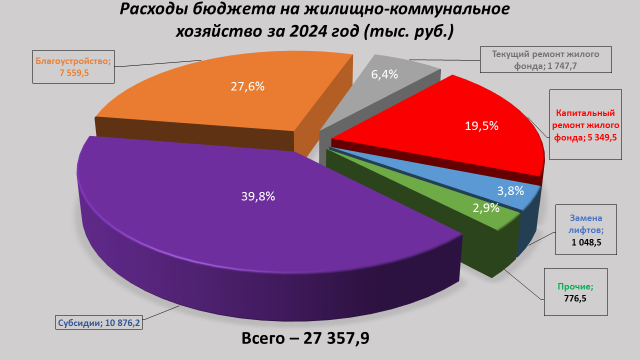 Расходы бюджета на жилищно-коммунальное
хозяйство за 2024 год (тыс. руб.)
Благоустройство;
7 559,5
Текущий ремонт жилого
фонда; 1 747,7
27,6%
6,4%
Капитальный
ремонт жилого
фонда; 5 349,5
19,5%
3,8%
2,9%
39,8%
Замена
лифтов;
1 048,5
Прочие;
776,5
Субсидии; 10 876,2
Всего – 27 357,9